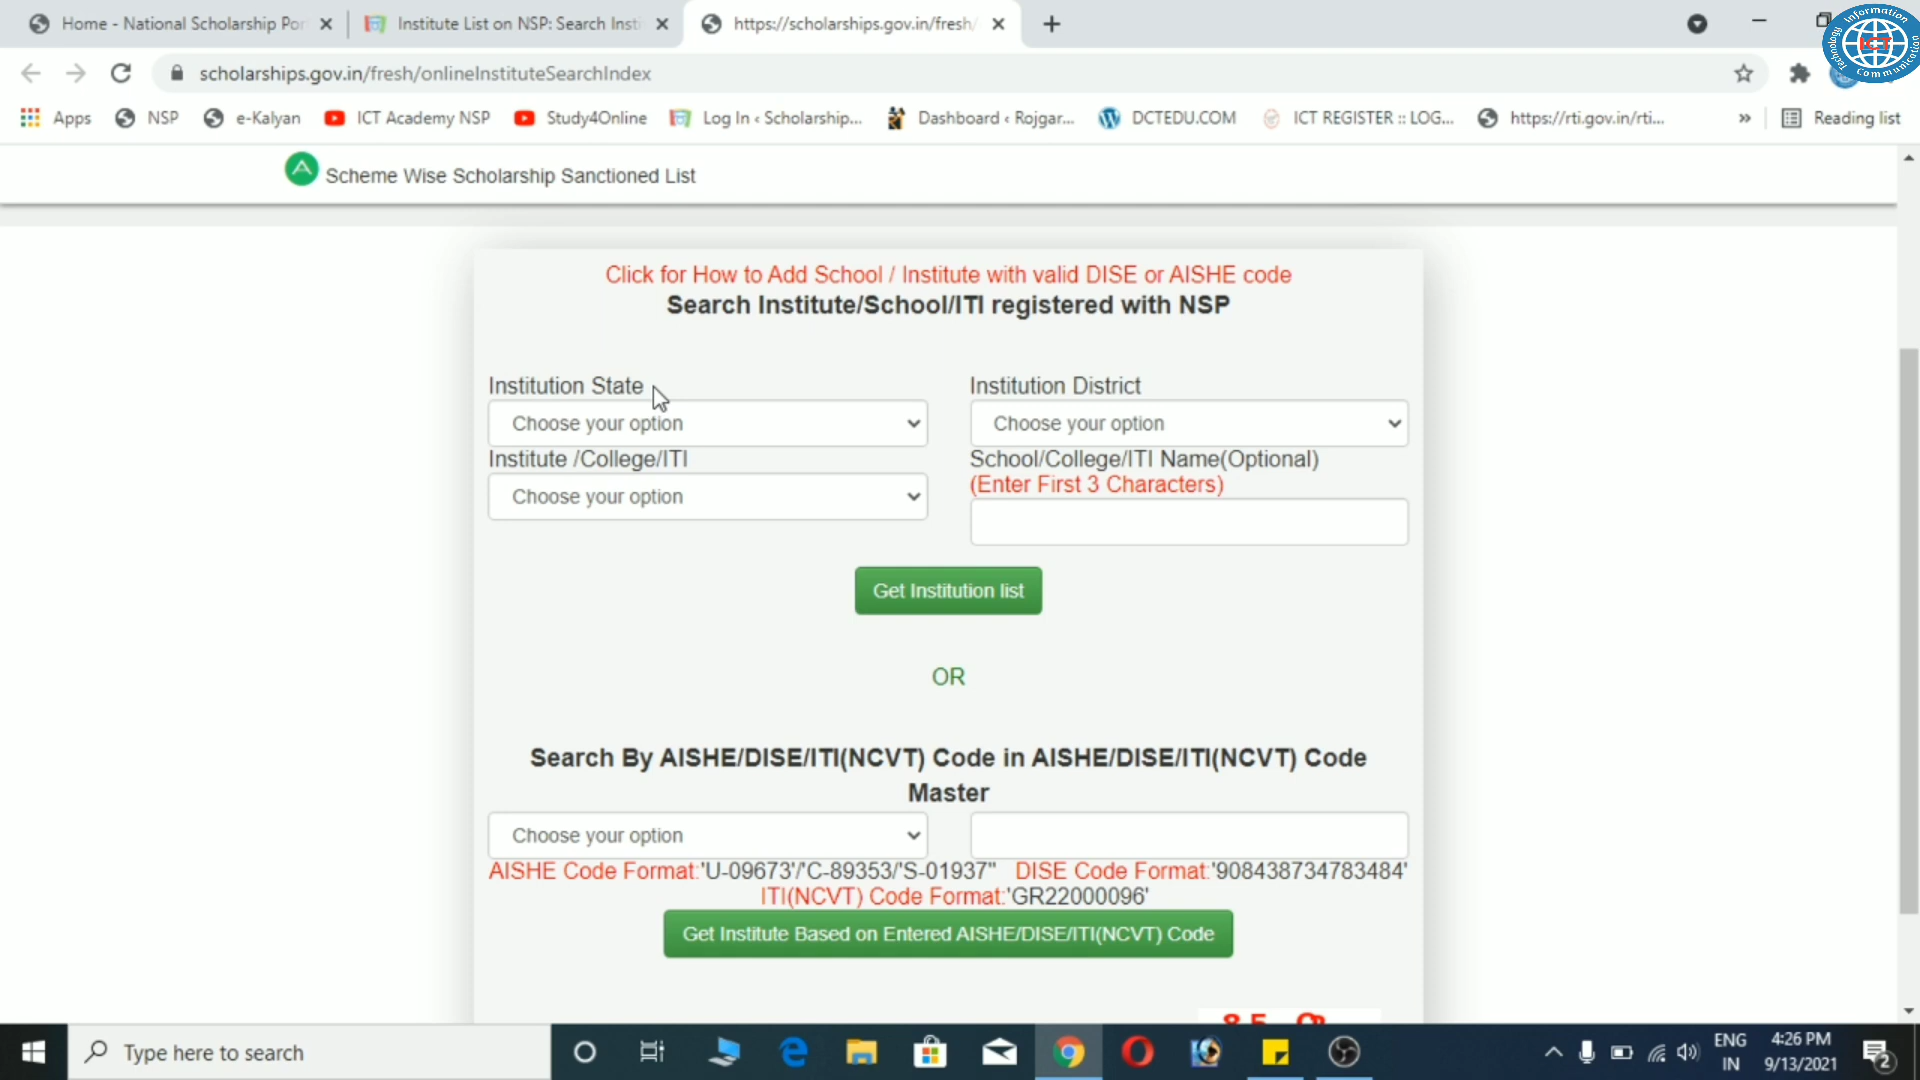 Home - National Scholarship Por
Institute List on NSP: Search Insti
https://scholarships.gov.in/fresh/
scholarships.gov.in/fresh/onlineInstituteSearchIndex
Information
ICT
Technology
Communication
Apps
NSP
e-Kalyan
ICT Academy NSP
Study4Online
Log In ‹ Scholarship...
Dashboard ‹ Rojgar...
DCTEDU.COM
ICT REGISTER :: LOG...
https://rti.gov.in/rti...
»
Reading list
Scheme Wise Scholarship Sanctioned List
Click for How to Add School / Institute with valid DISE or AISHE code
Search Institute/School/ITI registered with NSP
Institution State
Institution District
Choose your option
Choose your option
Institute /College/ITI
School/College/ITI Name(Optional)
(Enter First 3 Characters)
Choose your option
Get Institution list
OR
Search By AISHE/DISE/ITI(NCVT) Code in AISHE/DISE/ITI(NCVT) Code
Master
Choose your option
AISHE Code Format:'U-09673'/'C-89353/'S-01937" DISE Code Format:'908438734783484'
ITI(NCVT) Code Format:'GR22000096'
Get Institute Based on Entered AISHE/DISE/ITI(NCVT) Code
Type here to search
ENG
IN
4:26 PM
9/13/2021
2